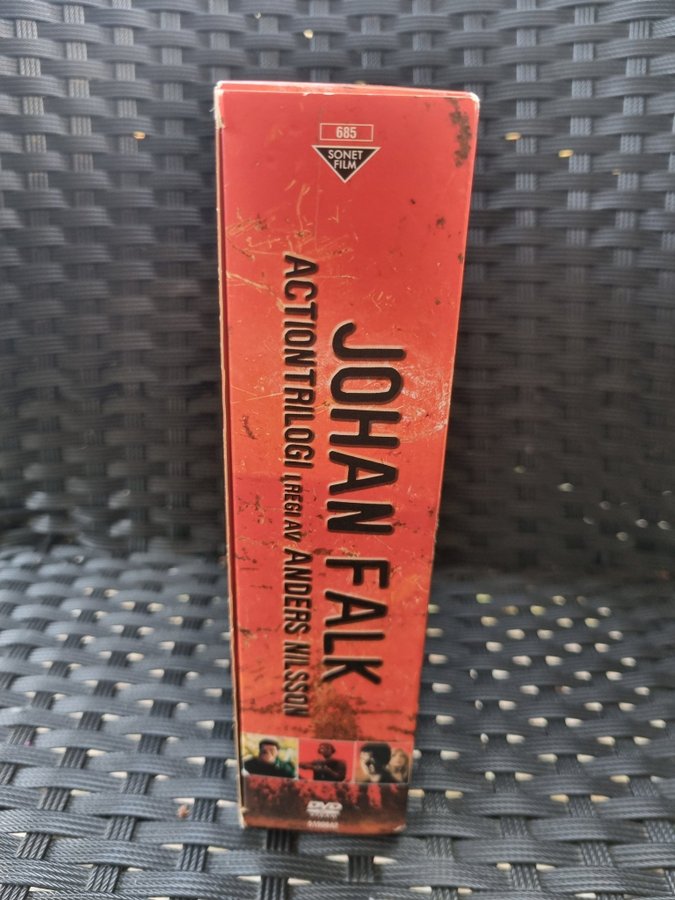 685
SONET
FILM
JOHAN FALK
ACTIONTRILOGI I REGI AV ANDERS NILSSON
DVD